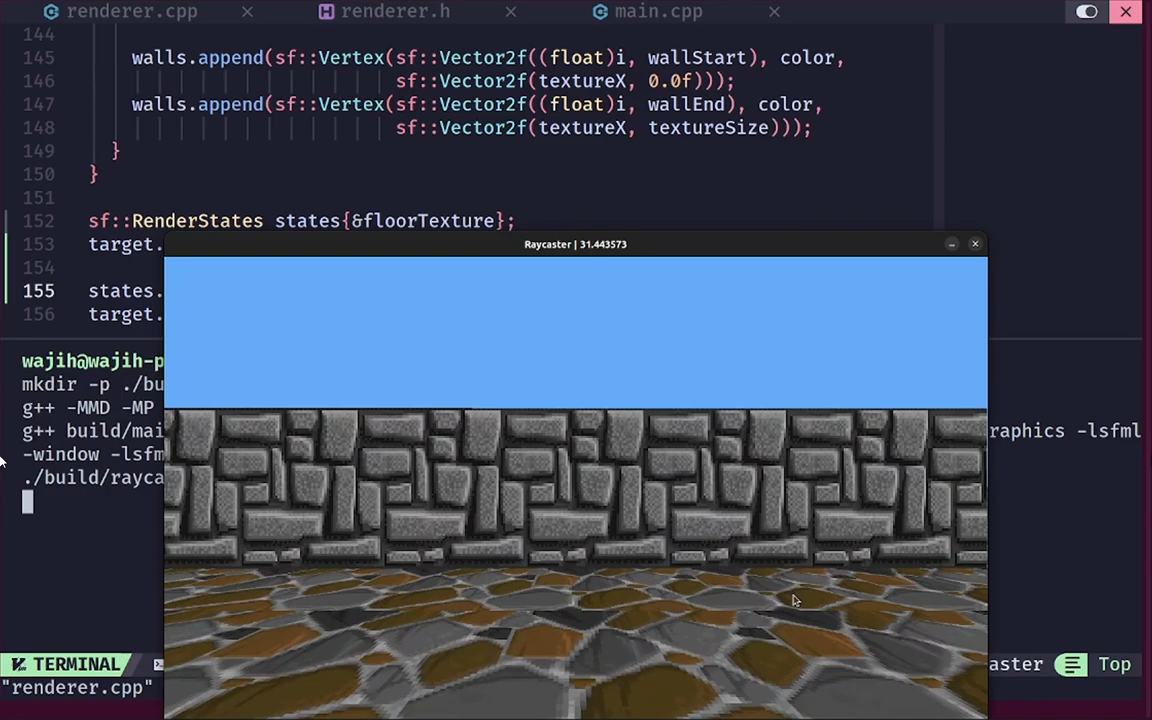 renderer.cpp renderer.h main.cpp
144
145 walls.append(sf::Vertex(sf::Vector2f((float)i, wallStart), color,
146 sf::Vector2f(textureX, 0.0f)));
147 walls.append(sf::Vertex(sf::Vector2f((float)i, wallEnd), color,
148 sf::Vector2f(textureX, textureSize)));
149 }
150 }
151
152 sf::RenderStates states{&floorTexture};
153 target.
Raycaster | 31.443573
154
155 states.
156 target.
wajih@wajih-p
mkdir -p ./bu
g++ -MMD -MP
g++ build/mai raphics -lsfml
-window -lsfm
./build/rayca
TERMINAL aster Top
"renderer.cpp"